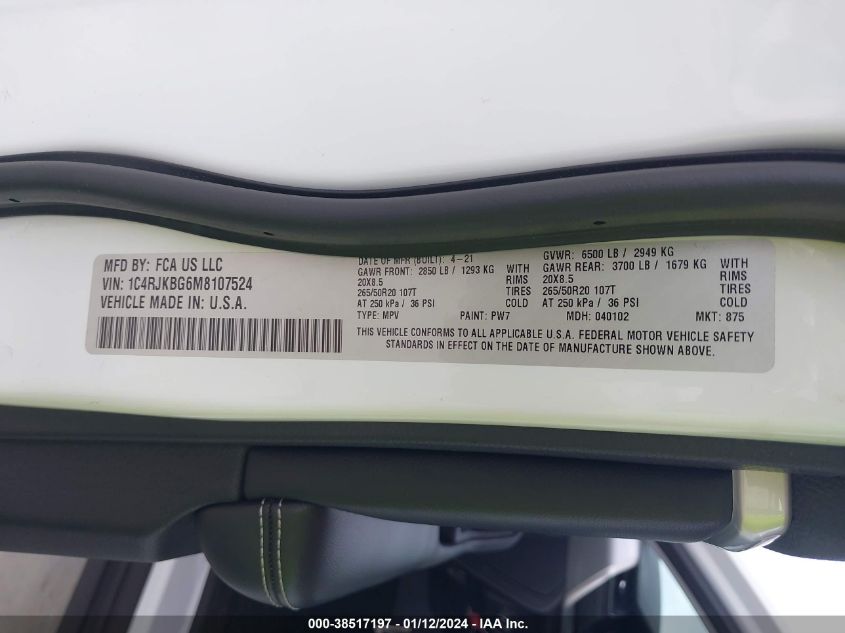 MFD BY: FCA US LLC
VIN: 1C4RJKBG6M8107524
VEHICLE MADE IN: U.S.A.
DATE OF MFR (BUILT): 4-21
GAWR FRONT: 2850 LB / 1293 KG WITH
20X8.5 RIMS
265/50R20 107T TIRES
AT 250 kPa / 36 PSI COLD
TYPE: MPV PAINT: PW7
GVWR: 6500 LB / 2949 KG
GAWR REAR: 3700 LB / 1679 KG WITH
20X8.5 RIMS
265/50R20 107T TIRES
AT 250 kPa / 36 PSI COLD
MDH: 040102 MKT: 875
THIS VEHICLE CONFORMS TO ALL APPLICABLE U.S.A. FEDERAL MOTOR VEHICLE SAFETY
STANDARDS IN EFFECT ON THE DATE OF MANUFACTURE SHOWN ABOVE.
000-38517197 - 01/12/2024 - IAA Inc.